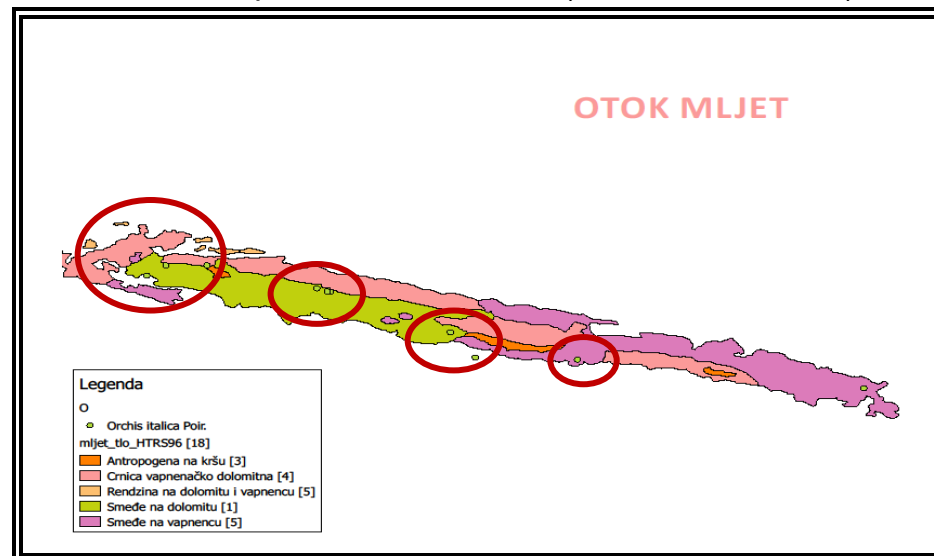 OTOK MLJET
Legenda
O
Orchis italica Poir.
mljet_tlo_HTRS96 [18]
Antropogena na kršu [3]
Crnica vapnenačko dolomitna [4]
Rendzina na dolomitu i vapnencu [5]
Smeđe na dolomitu [1]
Smeđe na vapnencu [5]